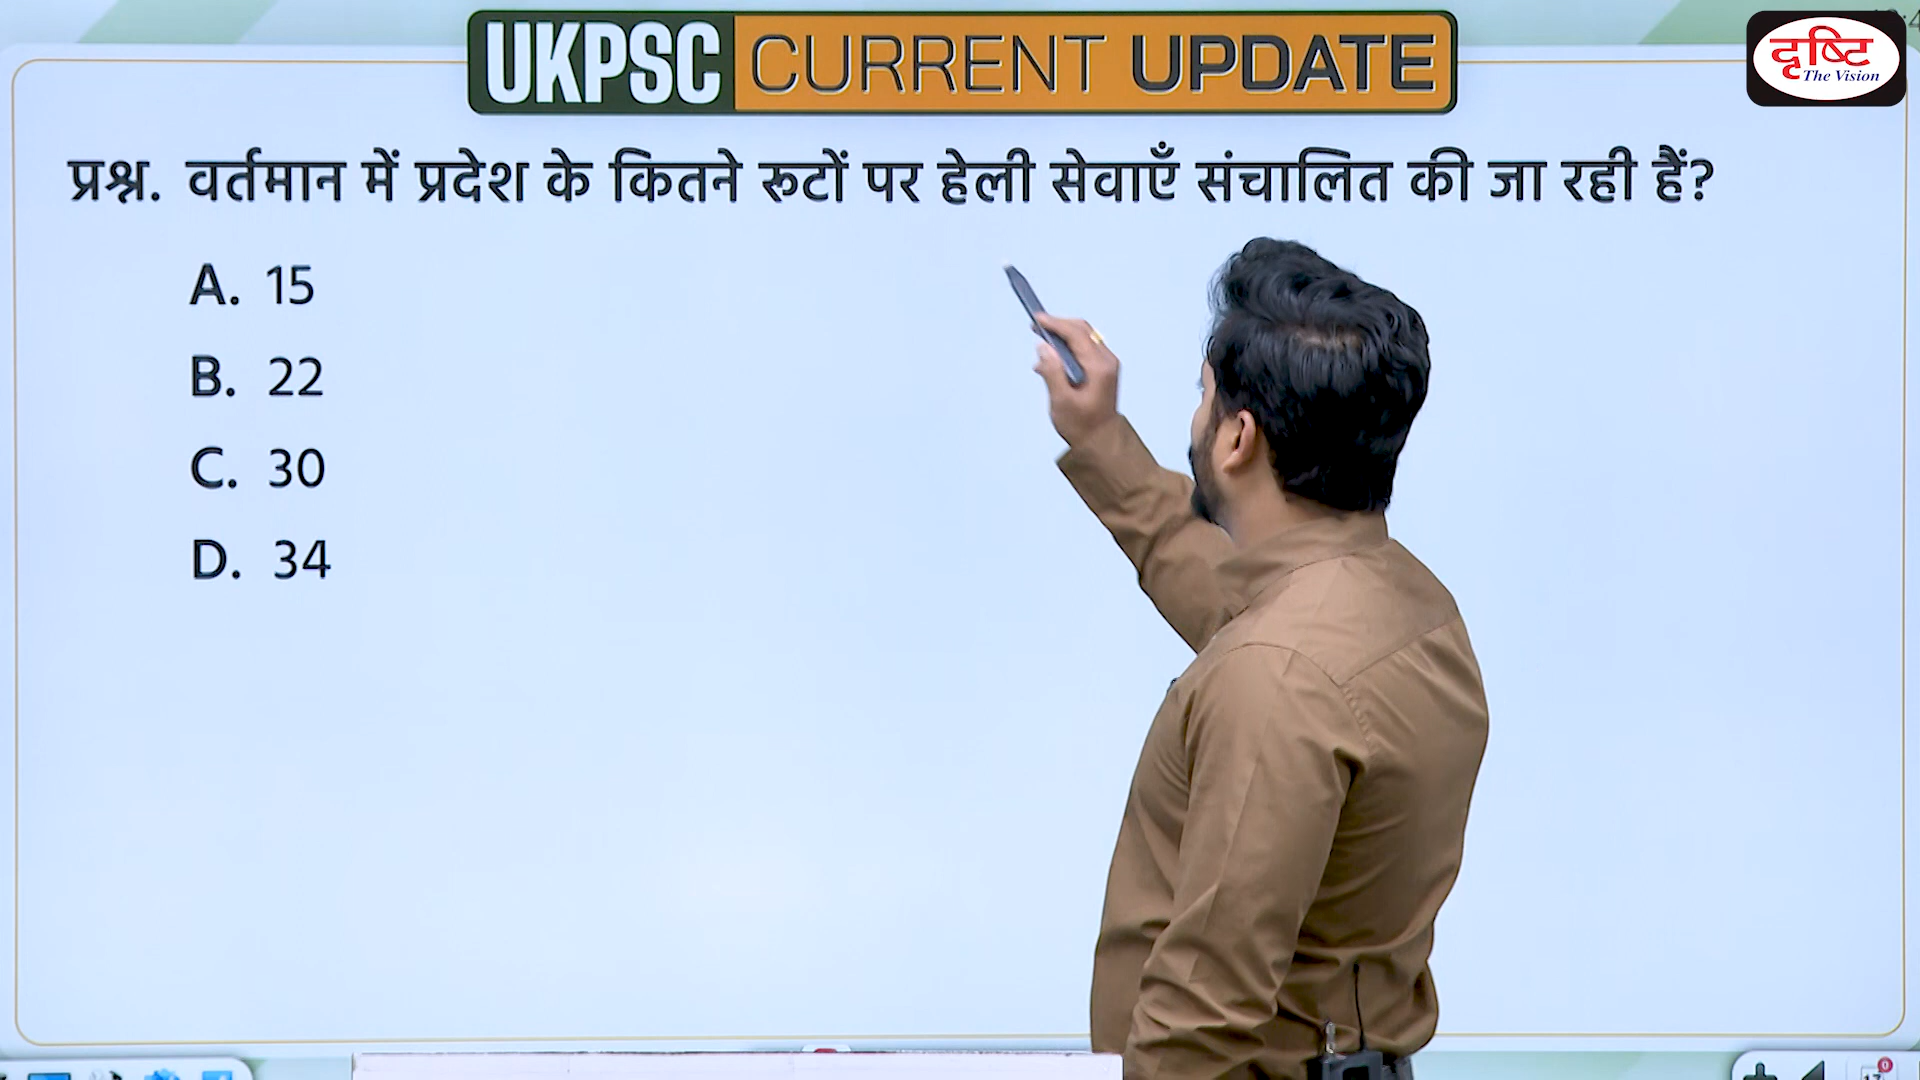 UKPSC CURRENT UPDATE
दृष्टि
The Vision
प्रश्न. वर्तमान में प्रदेश के कितने रूटों पर हेली सेवाएँ संचालित की जा रही हैं?
A. 15
B. 22
C. 30
D. 34